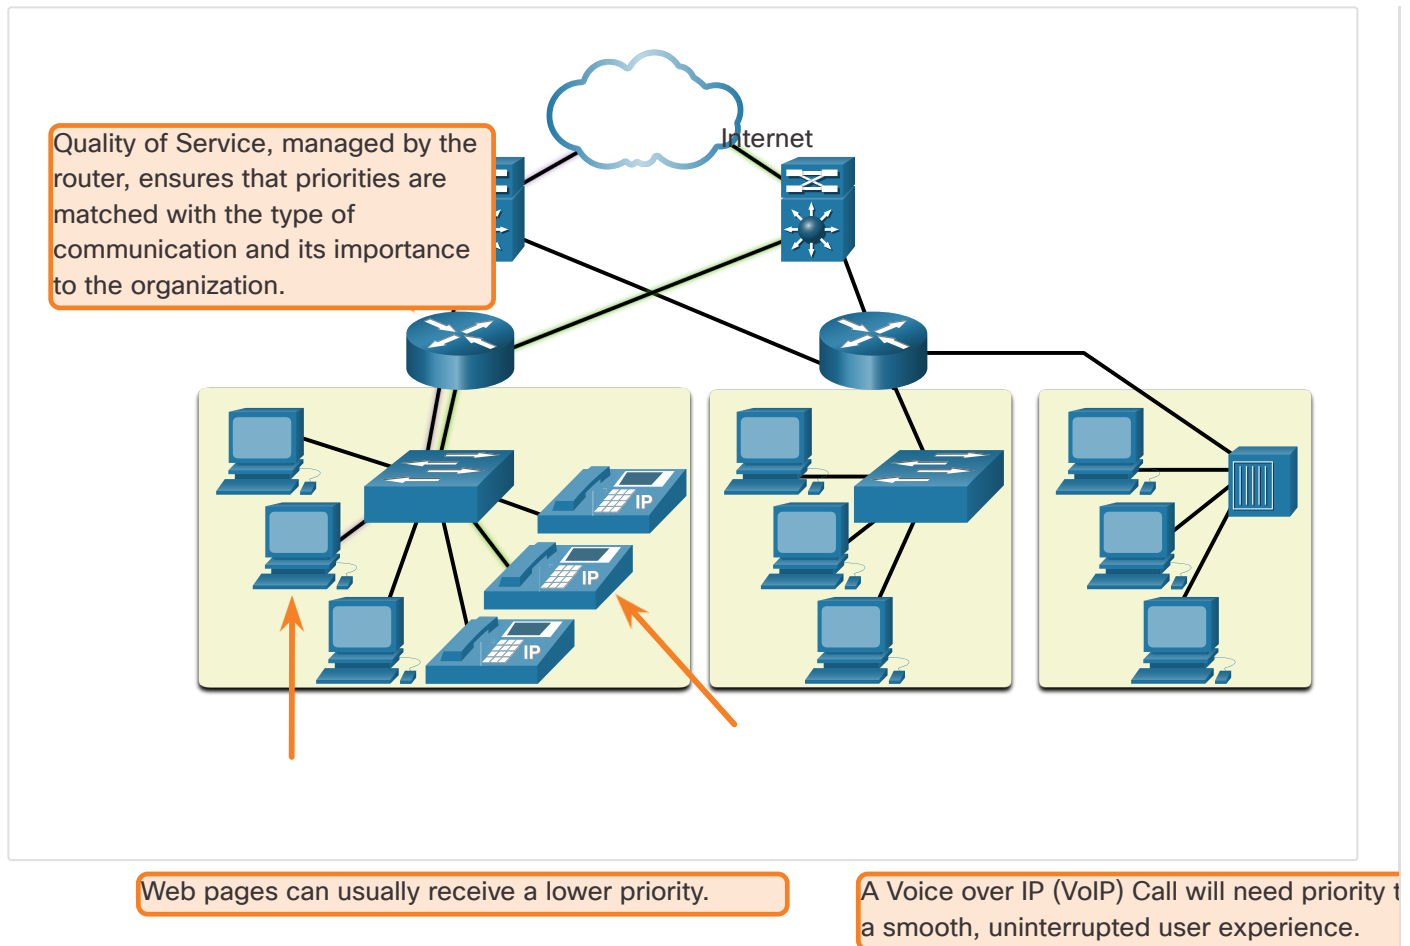 Internet
Quality of Service, managed by the
router, ensures that priorities are
matched with the type of
communication and its importance
to the organization.
IP
IP
IP
Web pages can usually receive a lower priority.
A Voice over IP (VoIP) Call will need priority
a smooth, uninterrupted user experience.